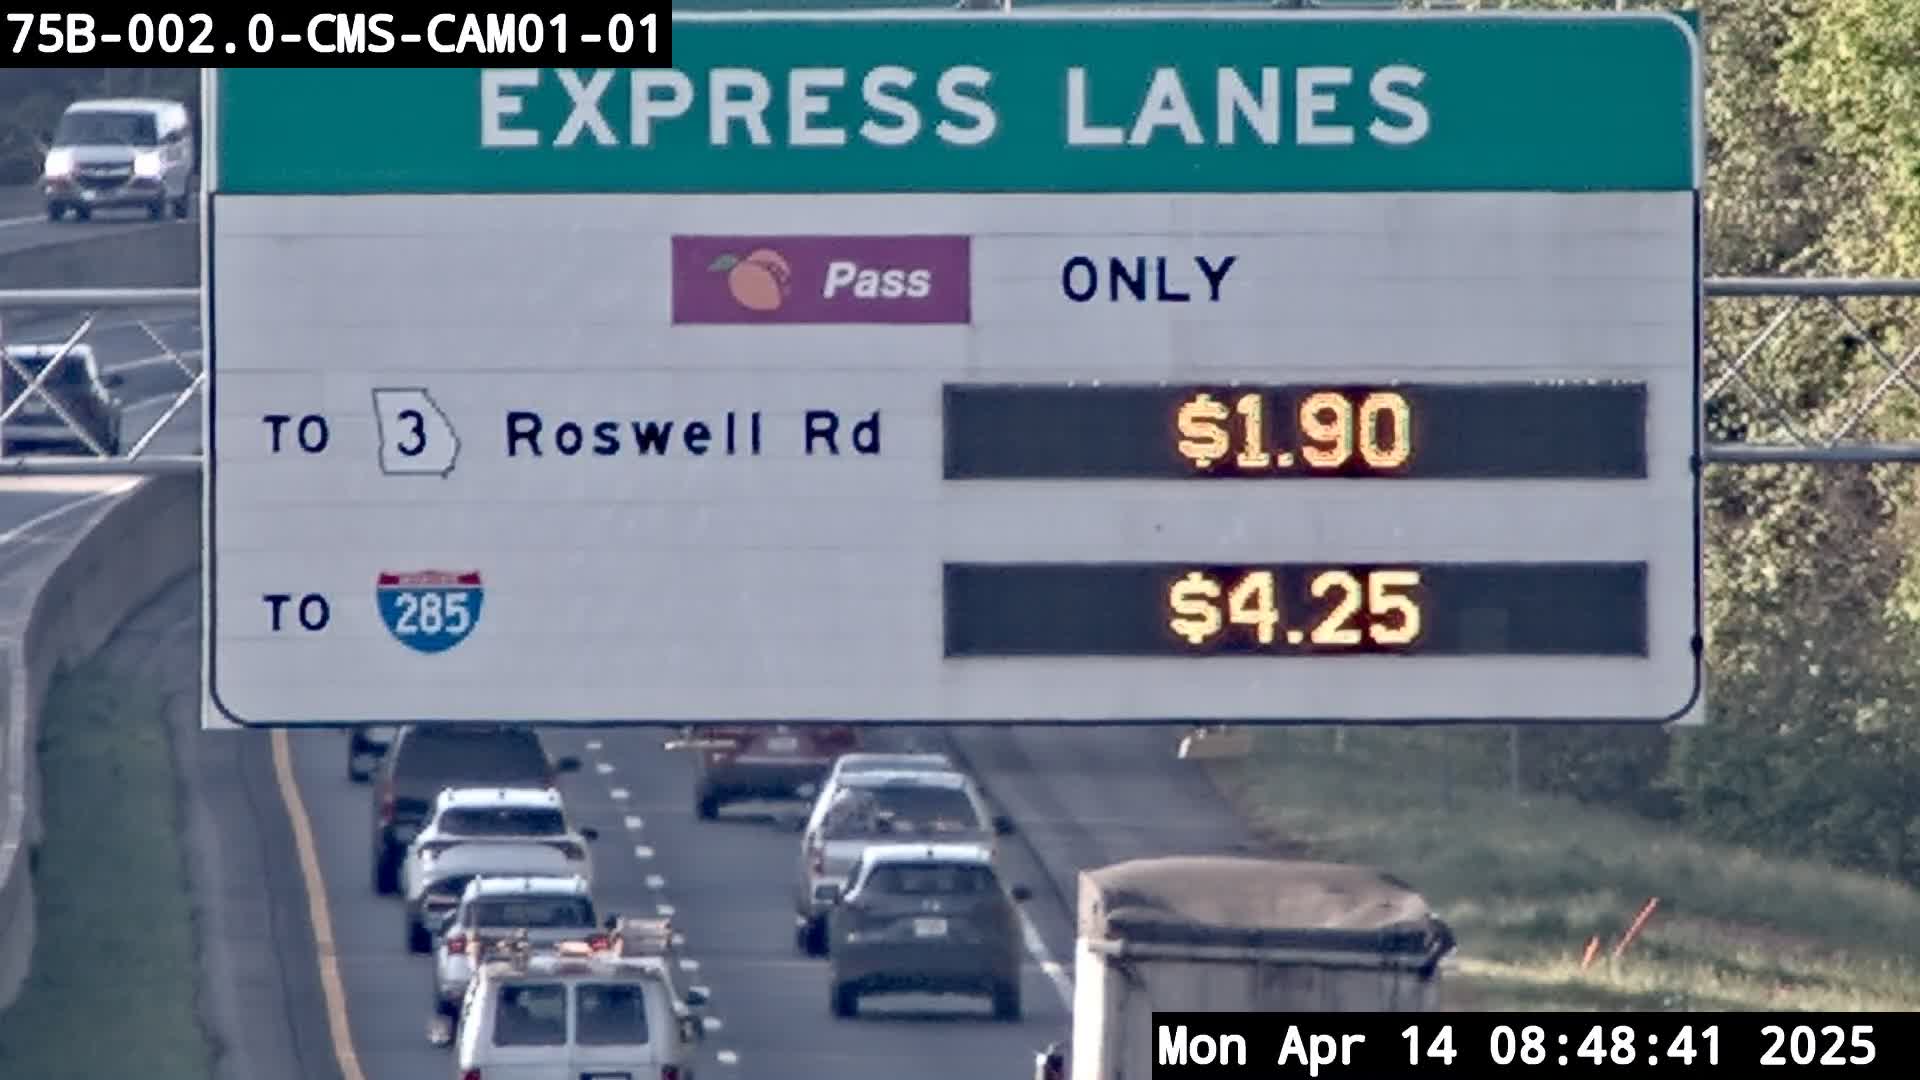 75B-002.0-CMS-CAM01-01
EXPRESS LANES
Pass ONLY
TO 3 Roswell Rd $1.90
TO 285 $4.25
Mon Apr 14 08:48:41 2025